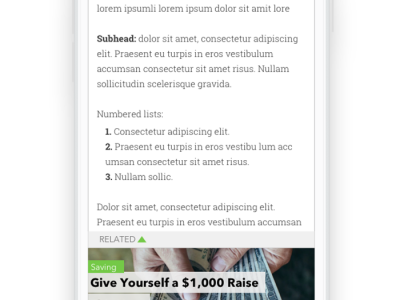 lorem ipsumli lorem ipsum dolor sit amit lore
Subhead: dolor sit amet, consectetur adipiscing
elit. Praesent eu turpis in eros vestibulum
accumsan consectetur sit amet risus. Nullam
sollicitudin scelerisque gravida.
Numbered lists:
1. Consectetur adipiscing elit.
2. Praesent eu turpis in eros vestibu lum acc
umsan consectetur sit amet risus.
3. Nullam sollic.
Dolor sit amet, consectetur adipiscing elit.
Praesent eu turpis in eros vestibulum accumsan
RELATED
Saving
Give Yourself a $1,000 Raise